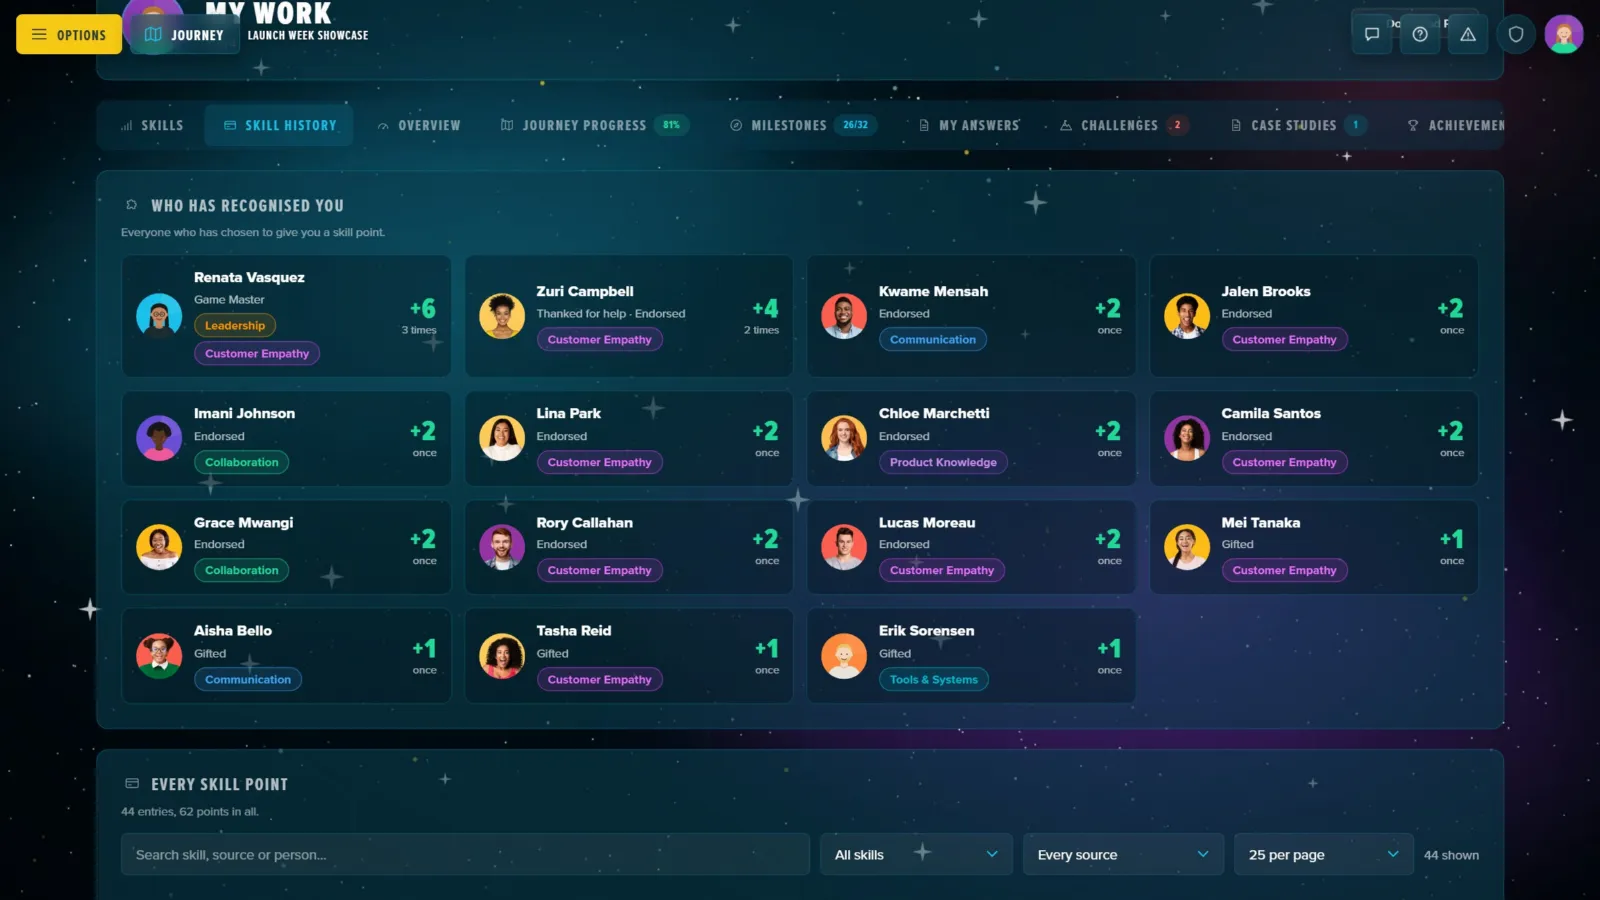 MY WORK
OPTIONS
JOURNEY
LAUNCH WEEK SHOWCASE
SKILLS
SKILL HISTORY
OVERVIEW
JOURNEY PROGRESS 81%
MILESTONES 26/32
MY ANSWERS
CHALLENGES 2
CASE STUDIES 1
ACHIEVEMEN
WHO HAS RECOGNISED YOU
Everyone who has chosen to give you a skill point.
Renata Vasquez
Game Master
Leadership
Customer Empathy
+6
3 times
Zuri Campbell
Thanked for help · Endorsed
Customer Empathy
+4
2 times
Kwame Mensah
Endorsed
Communication
+2
once
Jalen Brooks
Endorsed
Customer Empathy
+2
once
Imani Johnson
Endorsed
Collaboration
+2
once
Lina Park
Endorsed
Customer Empathy
+2
once
Chloe Marchetti
Endorsed
Product Knowledge
+2
once
Camila Santos
Endorsed
Customer Empathy
+2
once
Grace Mwangi
Endorsed
Collaboration
+2
once
Rory Callahan
Endorsed
Customer Empathy
+2
once
Lucas Moreau
Endorsed
Customer Empathy
+2
once
Mei Tanaka
Gifted
Customer Empathy
+1
once
Aisha Bello
Gifted
Communication
+1
once
Tasha Reid
Gifted
Customer Empathy
+1
once
Erik Sorensen
Gifted
Tools & Systems
+1
once
EVERY SKILL POINT
44 entries, 62 points in all.
Search skill, source or person...
All skills
Every source
25 per page
44 shown